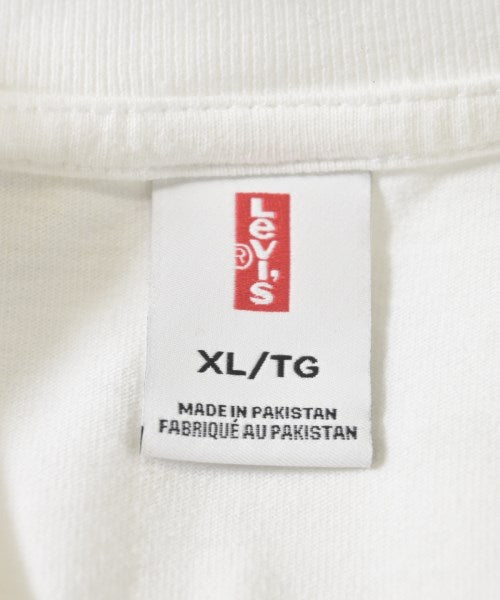 Levi's
®
XL/TG
MADE IN PAKISTAN
FABRIQUÉ AU PAKISTAN